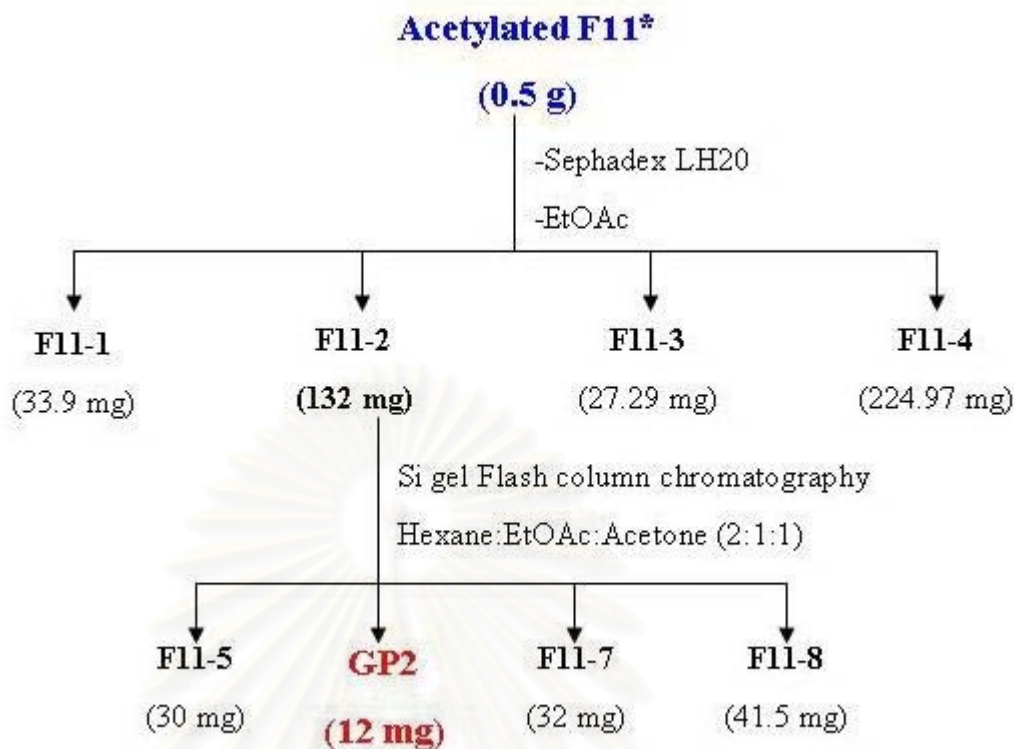 Acetylated F11*
(0.5 g)
-Sephadex LH20
-EtOAc
F11-1 F11-2 F11-3 F11-4
(33.9 mg) (132 mg) (27.29 mg) (224.97 mg)
Si gel Flash column chromatography
Hexane:EtOAc:Acetone (2:1:1)
F11-5 GP2 F11-7 F11-8
(30 mg) (12 mg) (32 mg) (41.5 mg)